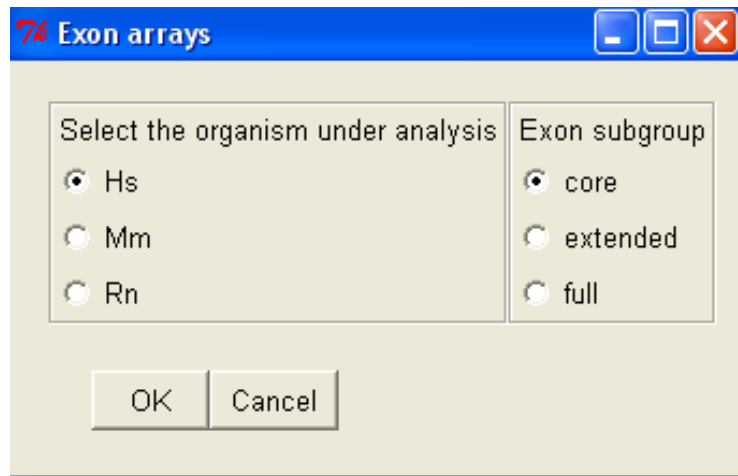 Exon arrays
Select the organism under analysis
Hs
Mm
Rn
Exon subgroup
core
extended
full
OK
Cancel